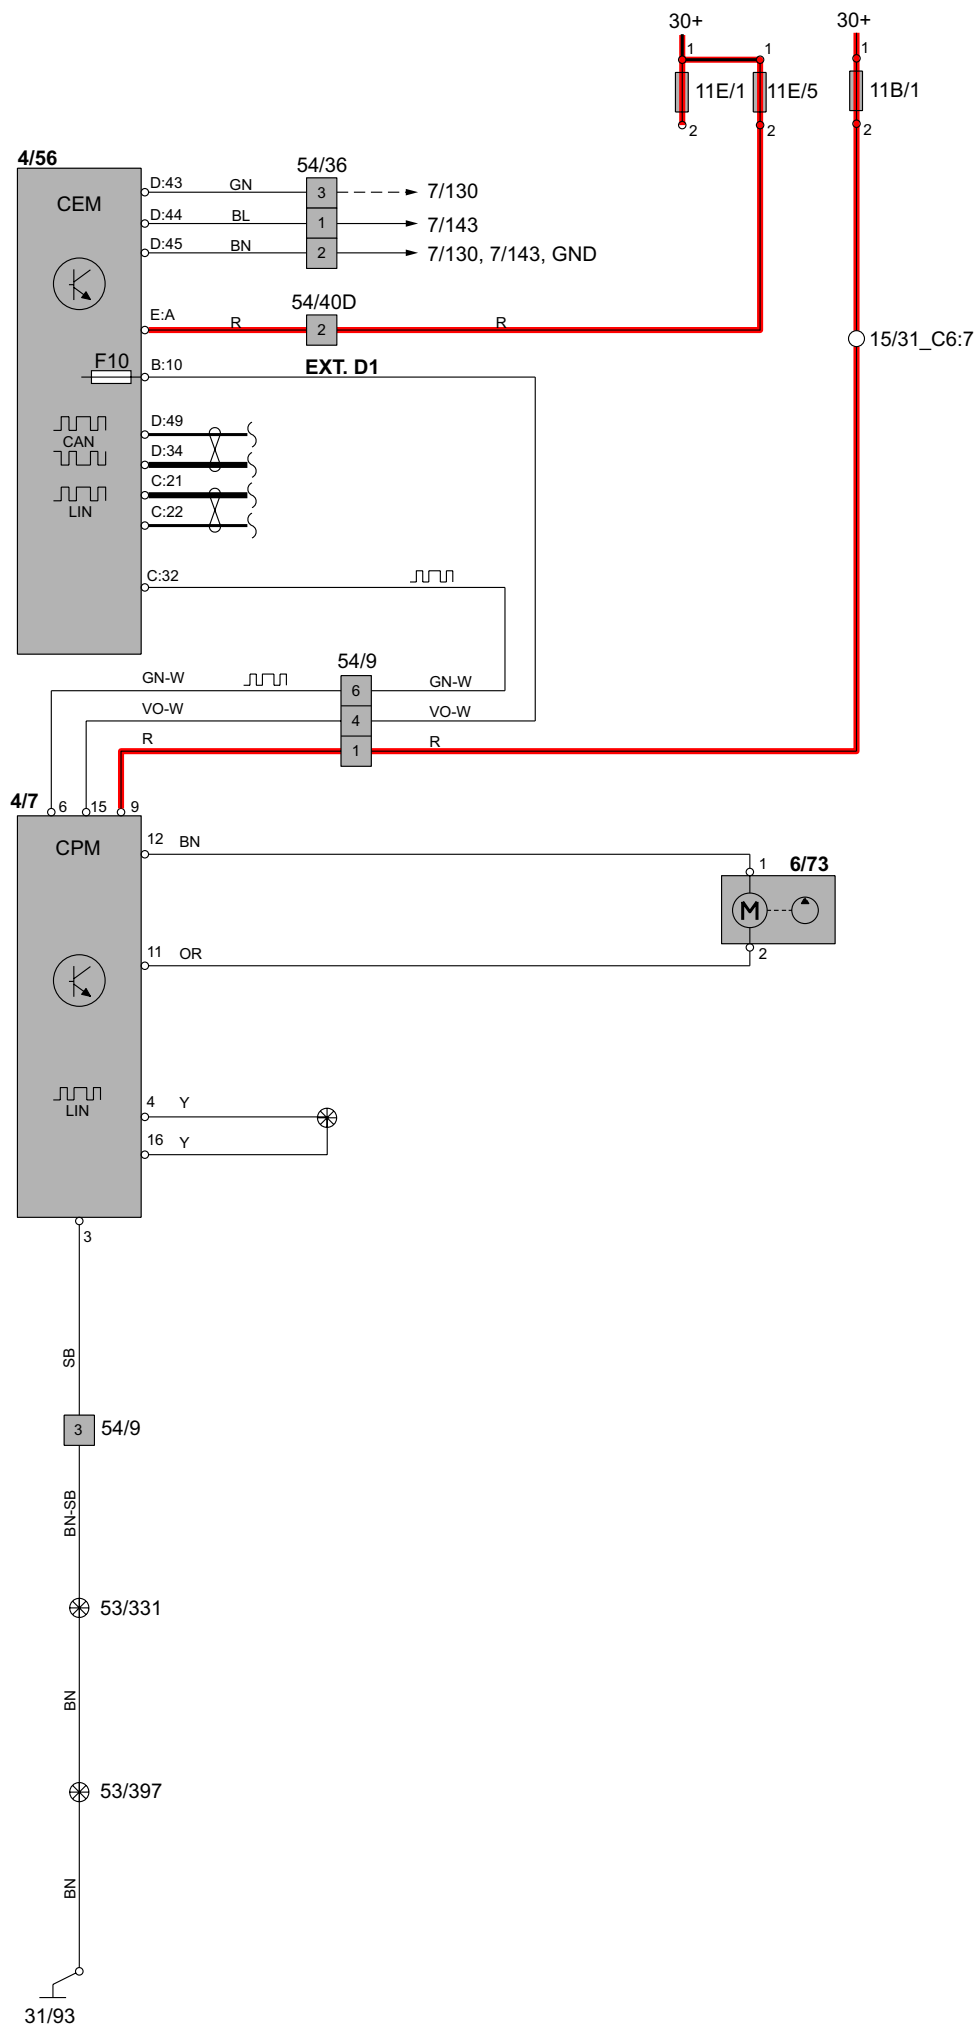 30+ 30+
1 1 1
11E/1 11E/5 11B/1
2 2 2
4/56 54/36
CEM
D:43 GN 3 7/130
D:44 BL 1 7/143
D:45 BN 2 7/130, 7/143, GND
54/40D
E:A R 2 R
15/31_C6:7
F10 B:10 EXT. D1
D:49
CAN
D:34
C:21
LIN C:22
C:32
54/9
GN-W 6 GN-W
VO-W 4 VO-W
R 1 R
4/7 6 15 9
CPM
12 BN
1 6/73
M
11 OR 2
4 Y
LIN
16 Y
3
SB
3 54/9
BN-SB
53/331
BN
53/397
BN
31/93